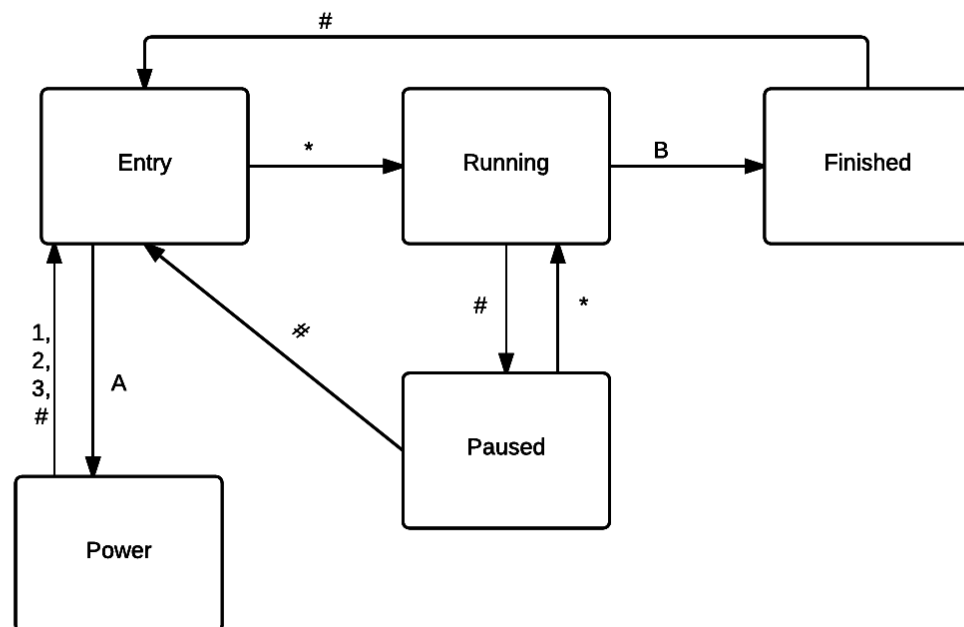 #
Entry
*
Running
B
Finished
#
#
*
1,
2,
3,
#
A
Paused
Power